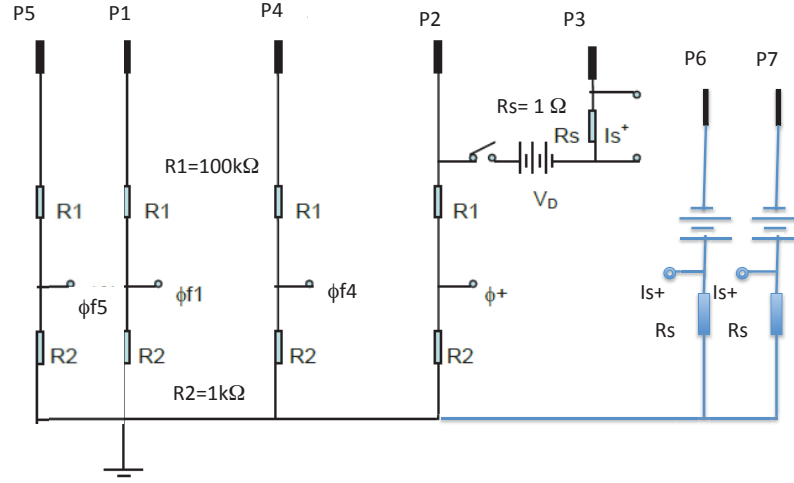 P5
P1
P4
P2
P3
P6
P7
Rs= 1 Ω
Rs
Is⁺
R1=100kΩ
V_D
R1
R1
R1
R1
ϕf5
ϕf1
ϕf4
ϕ+
Is+
Is+
Rs
Rs
R2
R2
R2
R2
R2=1kΩ